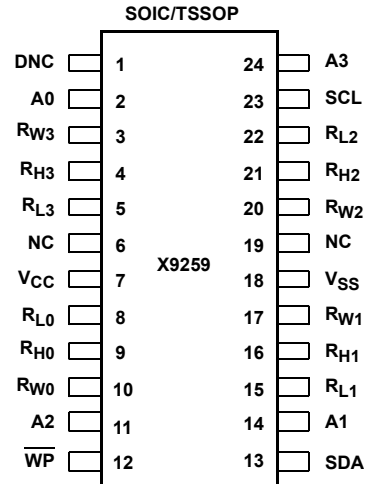 SOIC/TSSOP
DNC 1 24 A3
A0 2 23 SCL
RW3 3 22 RL2
RH3 4 21 RH2
RL3 5 20 RW2
NC 6 19 NC
X9259
VCC 7 18 VSS
RL0 8 17 RW1
RH0 9 16 RH1
RW0 10 15 RL1
A2 11 14 A1
WP 12 13 SDA